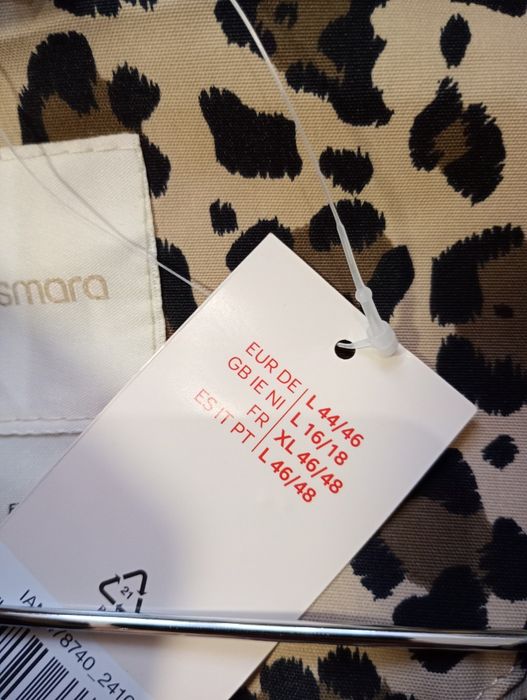 smara
EUR DE | L 44/46
GB IE NI | L 16/18
FR | XL 46/48
ES IT PT | L 46/48
21
78740_241